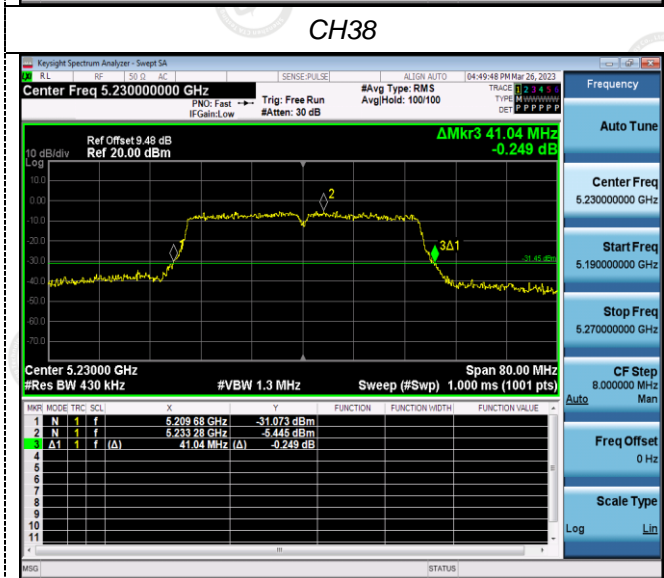 CH38
Keysight Spectrum Analyzer - Swept SA
RL RF 50 Ω AC SENSE:PULSE ALIGN AUTO 04:49:48 PM Mar 26, 2023
Center Freq 5.230000000 GHz
PNO: Fast Trig: Free Run #Avg Type: RMS TRACE 1 2 3 4 5 6
IFGain:Low #Atten: 30 dB Avg|Hold: 100/100 TYPE M W W W W W
DET P P P P P P
Frequency
Auto Tune
Center Freq
5.230000000 GHz
Start Freq
5.190000000 GHz
Stop Freq
5.270000000 GHz
CF Step
8.000000 MHz
Auto Man
Freq Offset
0 Hz
Scale Type
Log Lin
ΔMkr3 41.04 MHz
-0.249 dB
Ref Offset 9.48 dB
10 dB/div Ref 20.00 dBm
Log
10.0
0.00
-20.0
-30.0
-40.0
-50.0
-60.0
-70.0
1
2
3Δ1
-31.45 dBm
Center 5.23000 GHz Span 80.00 MHz
#Res BW 430 kHz #VBW 1.3 MHz Sweep (#Swp) 1.000 ms (1001 pts)
MKR MODE TRC SCL X Y FUNCTION FUNCTION WIDTH FUNCTION VALUE
1 N 1 f 5.209 68 GHz -31.073 dBm
2 N 1 f 5.233 28 GHz -5.445 dBm
3 Δ1 1 f (Δ) 41.04 MHz (Δ) -0.249 dB
4
5
6
7
8
9
10
11
MSG STATUS